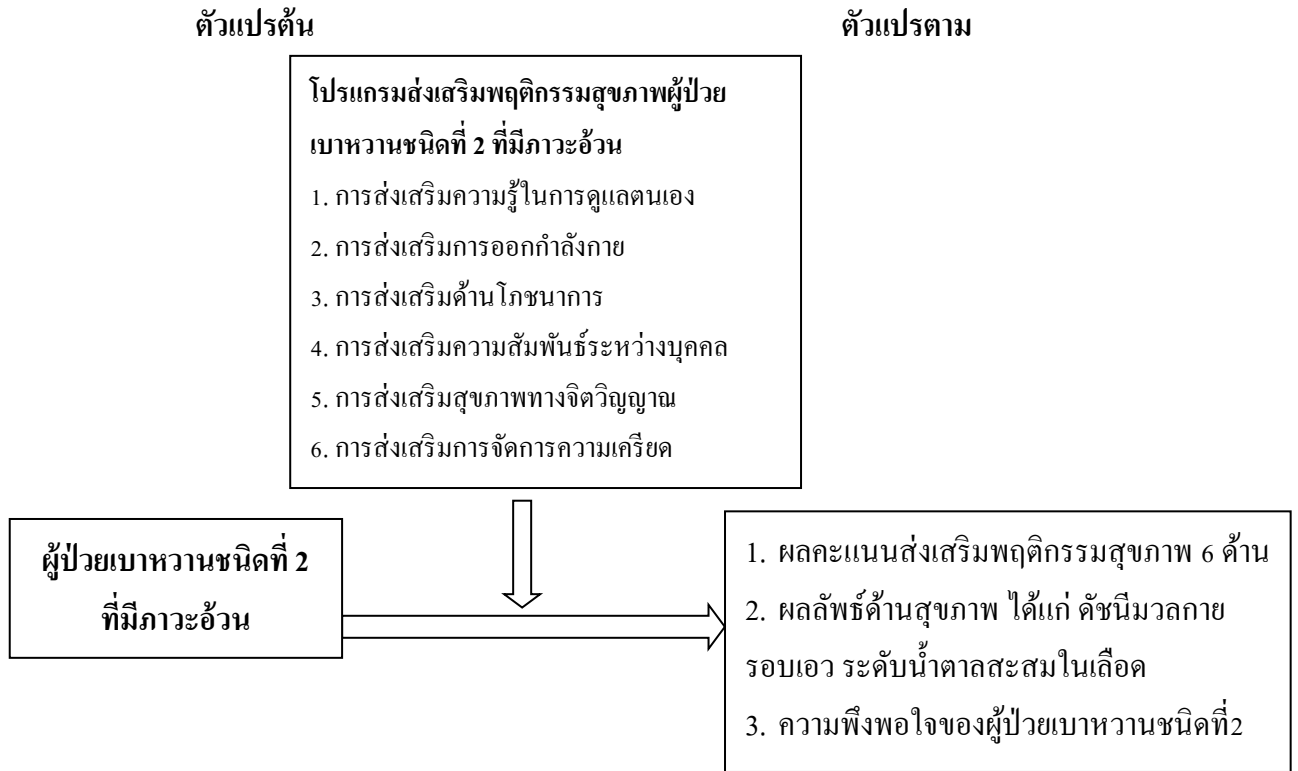 ตัวแปรต้น
ตัวแปรตาม
โปรแกรมส่งเสริมพฤติกรรมสุขภาพผู้ป่วย
เบาหวานชนิดที่ 2 ที่มีภาวะอ้วน
1. การส่งเสริมความรู้ในการดูแลตนเอง
2. การส่งเสริมการออกกำลังกาย
3. การส่งเสริมด้านโภชนาการ
4. การส่งเสริมความสัมพันธ์ระหว่างบุคคล
5. การส่งเสริมสุขภาพทางจิตวิญญาณ
6. การส่งเสริมการจัดการความเครียด
ผู้ป่วยเบาหวานชนิดที่ 2
ที่มีภาวะอ้วน
1. ผลคะแนนส่งเสริมพฤติกรรมสุขภาพ 6 ด้าน
2. ผลลัพธ์ด้านสุขภาพ ได้แก่ ดัชนีมวลกาย
รอบเอว ระดับน้ำตาลสะสมในเลือด
3. ความพึงพอใจของผู้ป่วยเบาหวานชนิดที่2